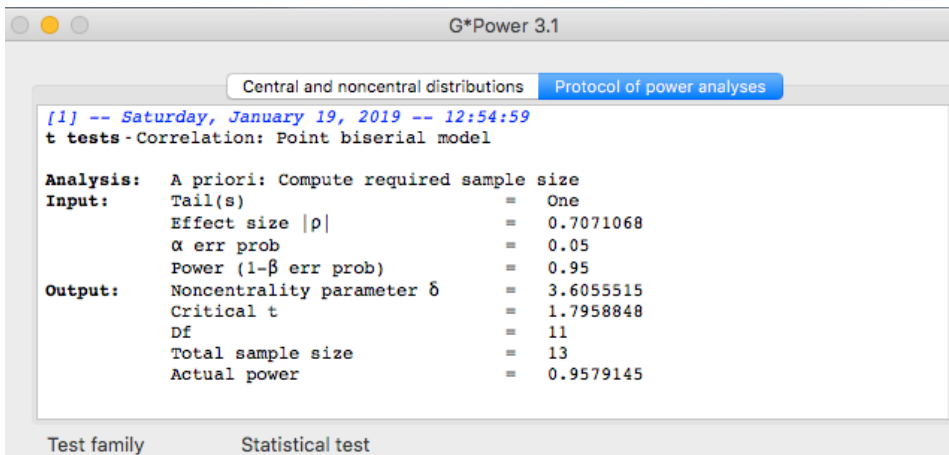 G*Power 3.1
Central and noncentral distributions Protocol of power analyses
[1] -- Saturday, January 19, 2019 -- 12:54:59
t tests - Correlation: Point biserial model
Analysis: A priori: Compute required sample size
Input: Tail(s) = One
Effect size |ρ| = 0.7071068
α err prob = 0.05
Power (1-β err prob) = 0.95
Output: Noncentrality parameter δ = 3.6055515
Critical t = 1.7958848
Df = 11
Total sample size = 13
Actual power = 0.9579145
Test family Statistical test